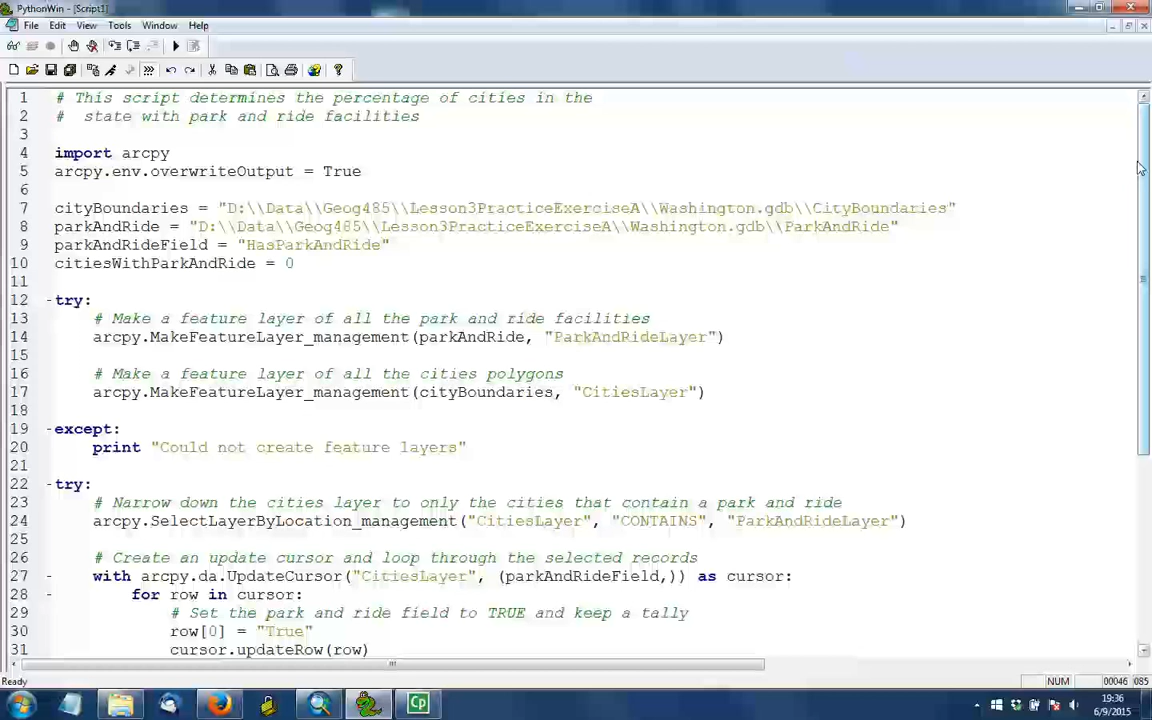 PythonWin - [Script1]
File Edit View Tools Window Help
1 # This script determines the percentage of cities in the
2 #  state with park and ride facilities
3
4 import arcpy
5 arcpy.env.overwriteOutput = True
6
7 cityBoundaries = "D:\\Data\\Geog485\\Lesson3PracticeExerciseA\\Washington.gdb\\CityBoundaries"
8 parkAndRide = "D:\\Data\\Geog485\\Lesson3PracticeExerciseA\\Washington.gdb\\ParkAndRide"
9 parkAndRideField = "HasParkAndRide"
10 citiesWithParkAndRide = 0
11
12 -try:
13     # Make a feature layer of all the park and ride facilities
14     arcpy.MakeFeatureLayer_management(parkAndRide, "ParkAndRideLayer")
15
16     # Make a feature layer of all the cities polygons
17     arcpy.MakeFeatureLayer_management(cityBoundaries, "CitiesLayer")
18
19 -except:
20     print "Could not create feature layers"
21
22 -try:
23     # Narrow down the cities layer to only the cities that contain a park and ride
24     arcpy.SelectLayerByLocation_management("CitiesLayer", "CONTAINS", "ParkAndRideLayer")
25
26     # Create an update cursor and loop through the selected records
27 -   with arcpy.da.UpdateCursor("CitiesLayer", (parkAndRideField,)) as cursor:
28 -       for row in cursor:
29             # Set the park and ride field to TRUE and keep a tally
30             row[0] = "True"
31             cursor.updateRow(row)
Ready NUM 00046 085
Cp
19:36
6/9/2015